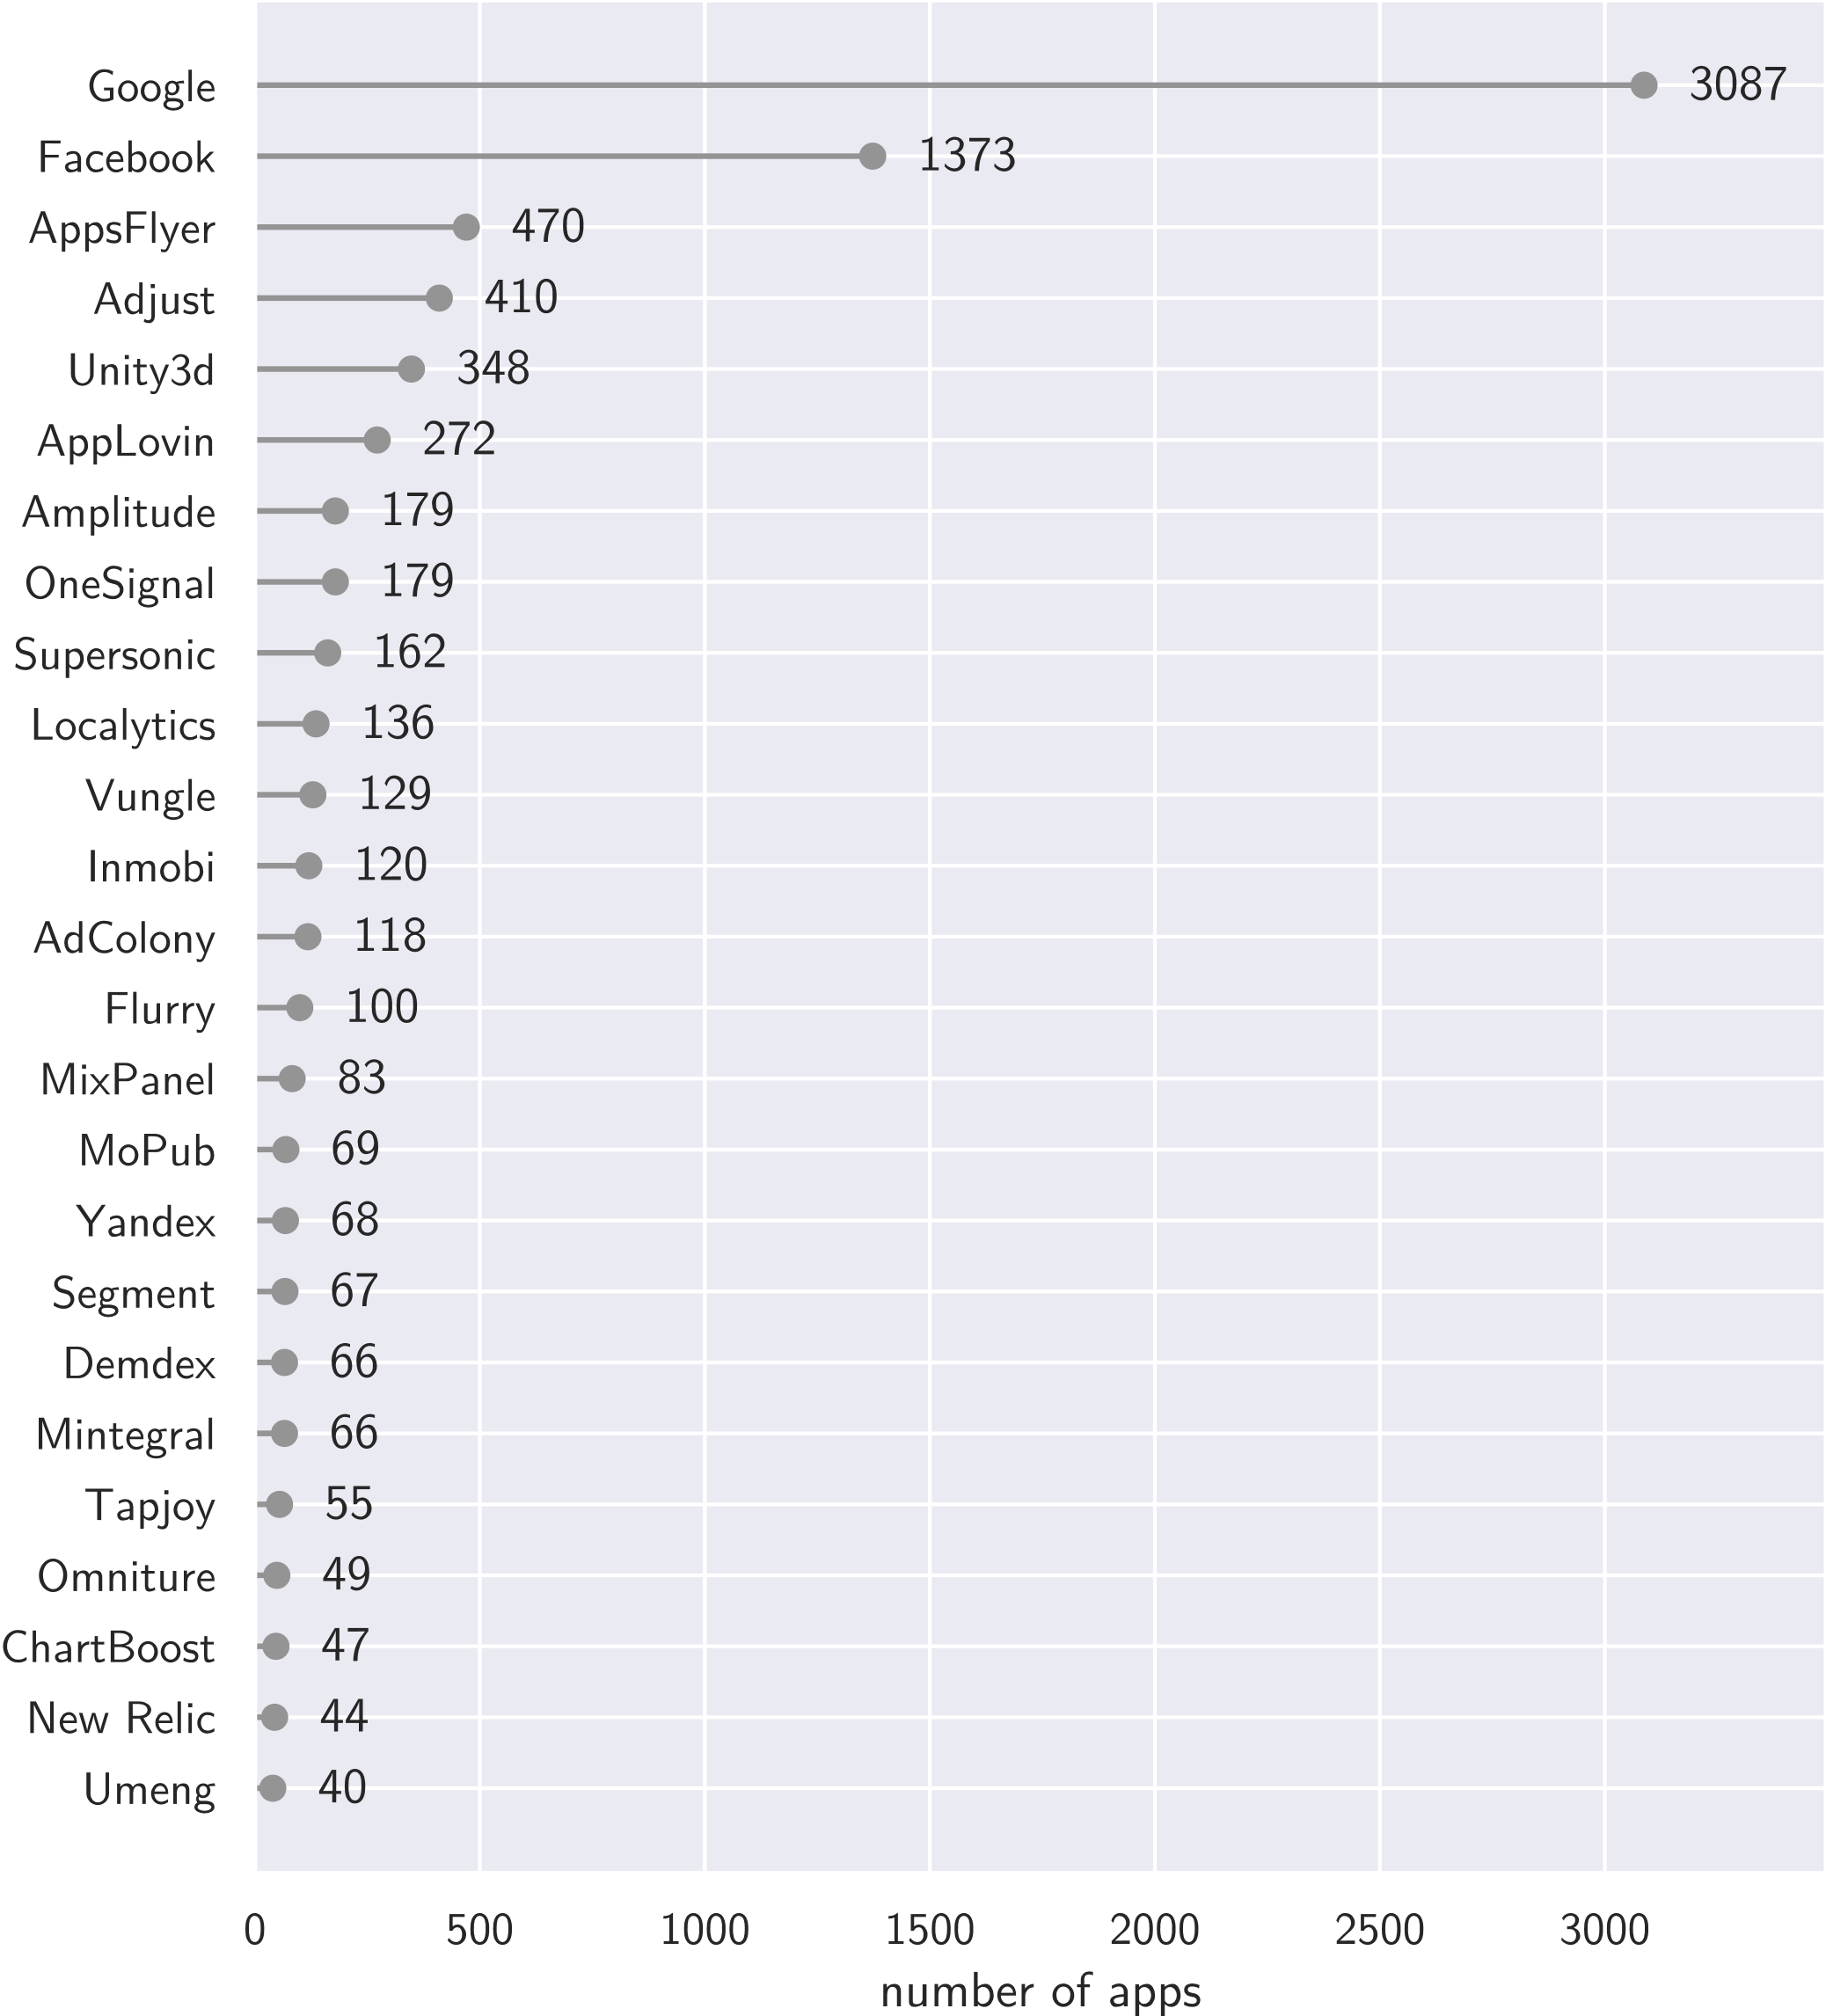 Google 3087
Facebook 1373
AppsFlyer 470
Adjust 410
Unity3d 348
AppLovin 272
Amplitude 179
OneSignal 179
Supersonic 162
Localytics 136
Vungle 129
Inmobi 120
AdColony 118
Flurry 100
MixPanel 83
MoPub 69
Yandex 68
Segment 67
Demdex 66
Mintegral 66
Tapjoy 55
Omniture 49
ChartBoost 47
New Relic 44
Umeng 40
0 500 1000 1500 2000 2500 3000
number of apps